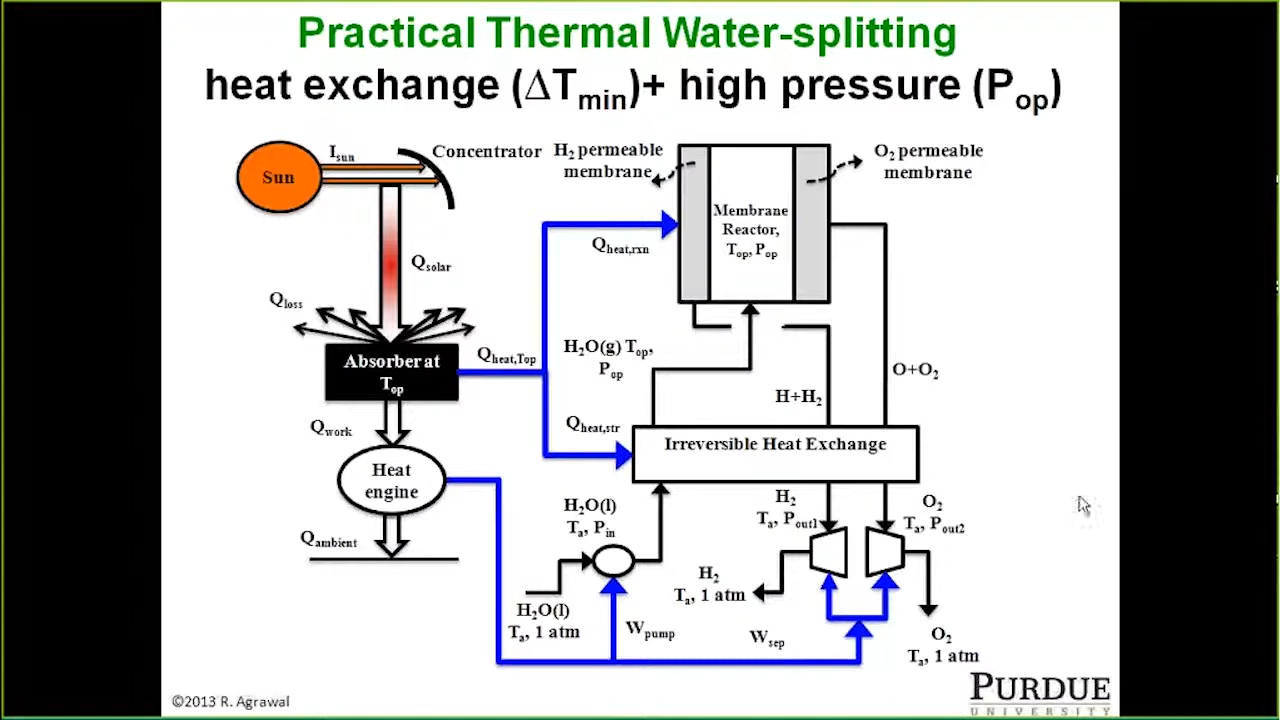 Practical Thermal Water-splitting
heat exchange (ΔTmin)+ high pressure (Pop)
Sun
Isun
Concentrator
H2 permeable
membrane
O2 permeable
membrane
Membrane
Reactor,
Top, Pop
Qheat,rxn
Qsolar
Qloss
Absorber at
Top
Qheat,Top
H2O(g) Top,
Pop
O+O2
H+H2
Qheat,str
Qwork
Irreversible Heat Exchange
Heat
engine
H2O(l)
Ta, Pin
H2
Ta, Pout1
O2
Ta, Pout2
Qambient
H2
Ta, 1 atm
H2O(l)
Ta, 1 atm
Wpump
Wsep
O2
Ta, 1 atm
©2013 R. Agrawal
PURDUE
UNIVERSITY